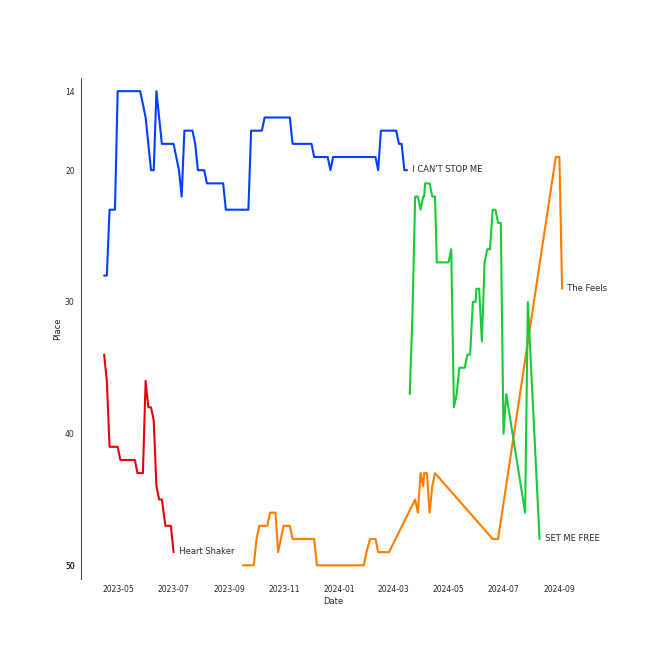 14
20
30
40
50
Place
I CAN'T STOP ME
The Feels
SET ME FREE
Heart Shaker
2023-05 2023-07 2023-09 2023-11 2024-01 2024-03 2024-05 2024-07 2024-09
Date